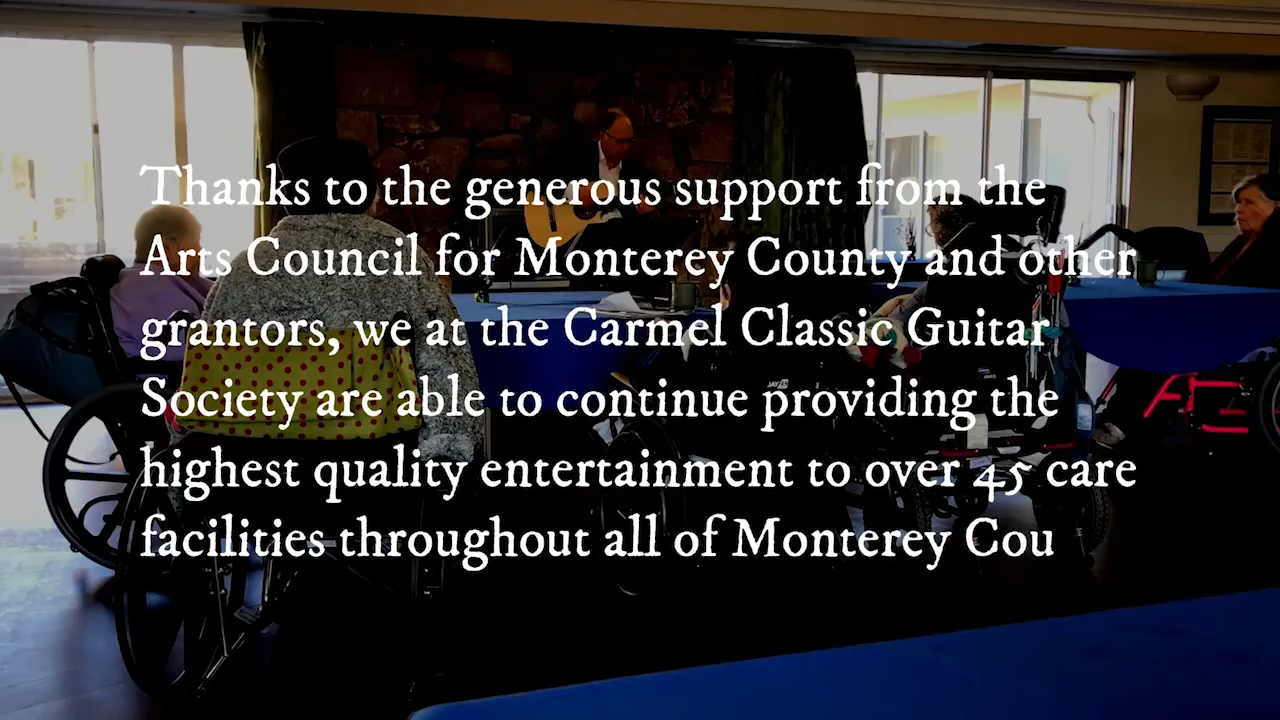 Thanks to the generous support from the
Arts Council for Monterey County and other
grantors, we at the Carmel Classic Guitar
Society are able to continue providing the
highest quality entertainment to over 45 care
facilities throughout all of Monterey Cou